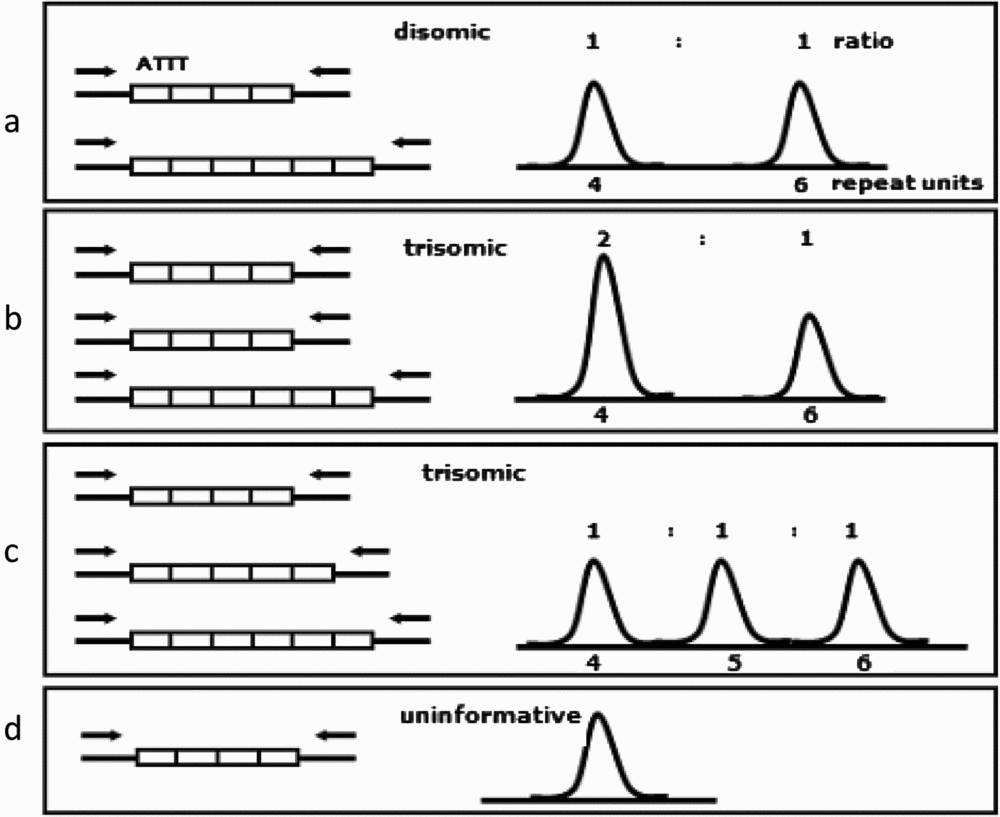 a
disomic
1 : 1 ratio
ATTT
4 6 repeat units
b
trisomic
2 : 1
4 6
c
trisomic
1 : 1 : 1
4 5 6
d
uninformative